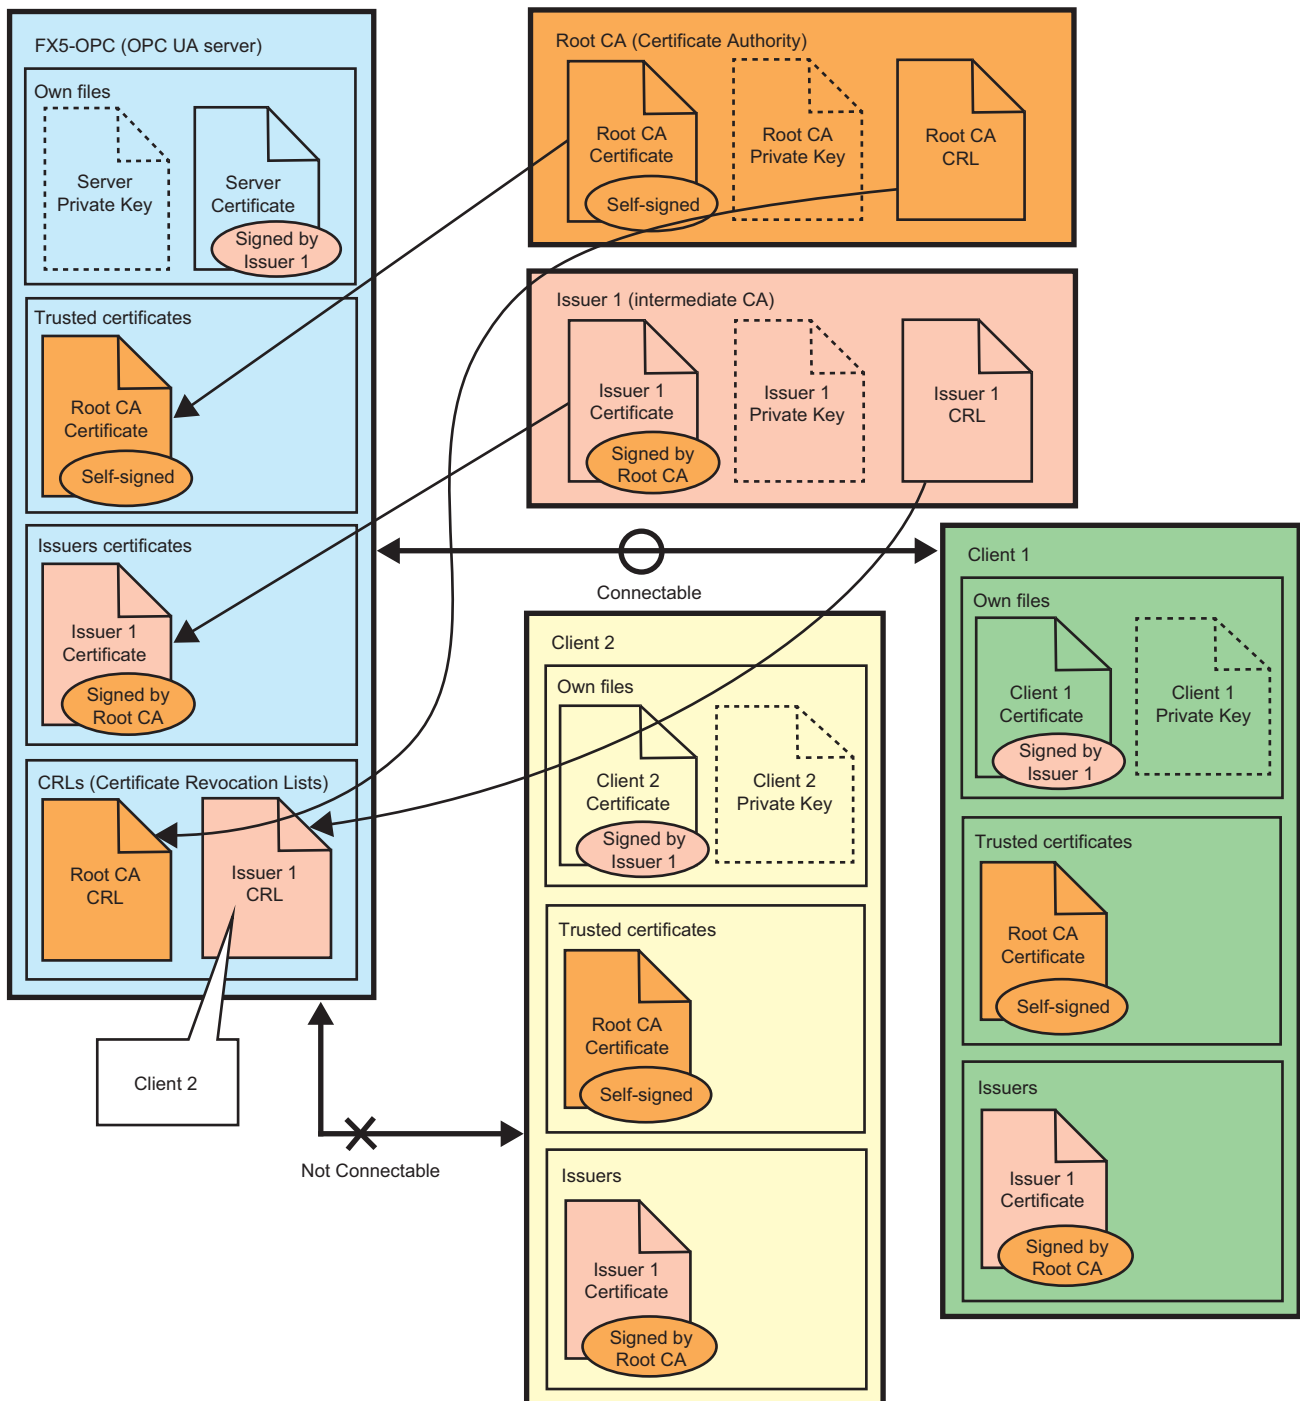 FX5-OPC (OPC UA server)
Own files
Server
Private Key
Server
Certificate
Signed by
Issuer 1
Trusted certificates
Root CA
Certificate
Self-signed
Issuers certificates
Issuer 1
Certificate
Signed by
Root CA
CRLs (Certificate Revocation Lists)
Root CA
CRL
Issuer 1
CRL
Client 2
Root CA (Certificate Authority)
Root CA
Certificate
Self-signed
Root CA
Private Key
Root CA
CRL
Issuer 1 (intermediate CA)
Issuer 1
Certificate
Signed by
Root CA
Issuer 1
Private Key
Issuer 1
CRL
Connectable
Not Connectable
Client 2
Own files
Client 2
Certificate
Signed by
Issuer 1
Client 2
Private Key
Trusted certificates
Root CA
Certificate
Self-signed
Issuers
Issuer 1
Certificate
Signed by
Root CA
Client 1
Own files
Client 1
Certificate
Signed by
Issuer 1
Client 1
Private Key
Trusted certificates
Root CA
Certificate
Self-signed
Issuers
Issuer 1
Certificate
Signed by
Root CA